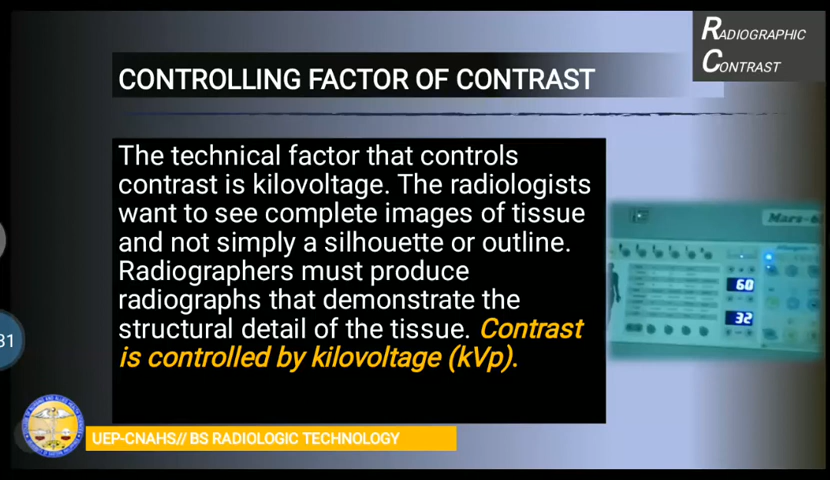 RADIOGRAPHIC
CONTRAST
CONTROLLING FACTOR OF CONTRAST
The technical factor that controls
contrast is kilovoltage. The radiologists
want to see complete images of tissue
and not simply a silhouette or outline.
Radiographers must produce
radiographs that demonstrate the
structural detail of the tissue. Contrast
is controlled by kilovoltage (kVp).
60
32
31
UEP-CNAHS// BS RADIOLOGIC TECHNOLOGY